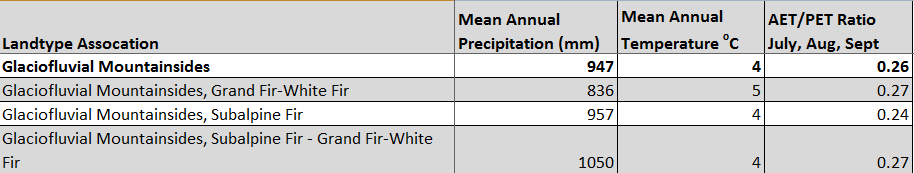 Landtype Assocation | Mean Annual Precipitation (mm) | Mean Annual Temperature °C | AET/PET Ratio July, Aug, Sept
Glaciofluvial Mountainsides | 947 | 4 | 0.26
Glaciofluvial Mountainsides, Grand Fir-White Fir | 836 | 5 | 0.27
Glaciofluvial Mountainsides, Subalpine Fir | 957 | 4 | 0.24
Glaciofluvial Mountainsides, Subalpine Fir - Grand Fir-White Fir | 1050 | 4 | 0.27